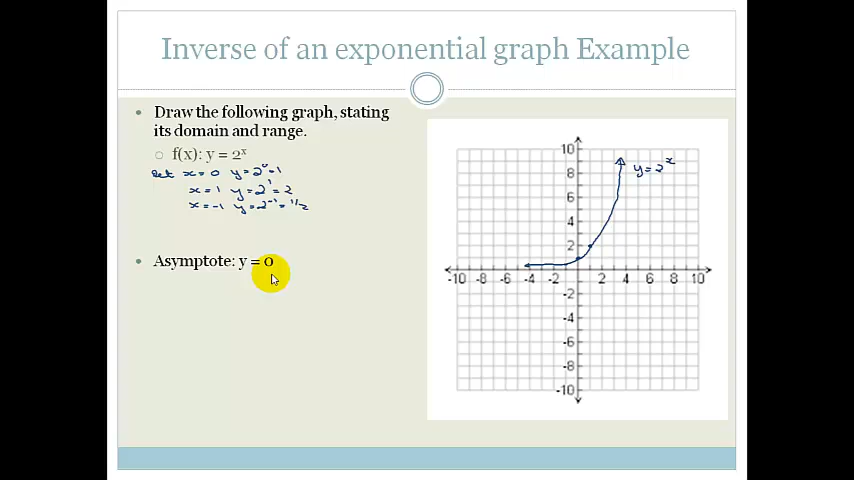 Inverse of an exponential graph Example
Draw the following graph, stating
its domain and range.
f(x): y = 2ˣ
let x = 0 y = 2⁰ = 1
x = 1 y = 2¹ = 2
x = -1 y = 2⁻¹ = 1/2
Asymptote: y = 0
y = 2ˣ
10
8
6
4
2
-10 -8 -6 -4 -2 2 4 6 8 10
-2
-4
-6
-8
-10